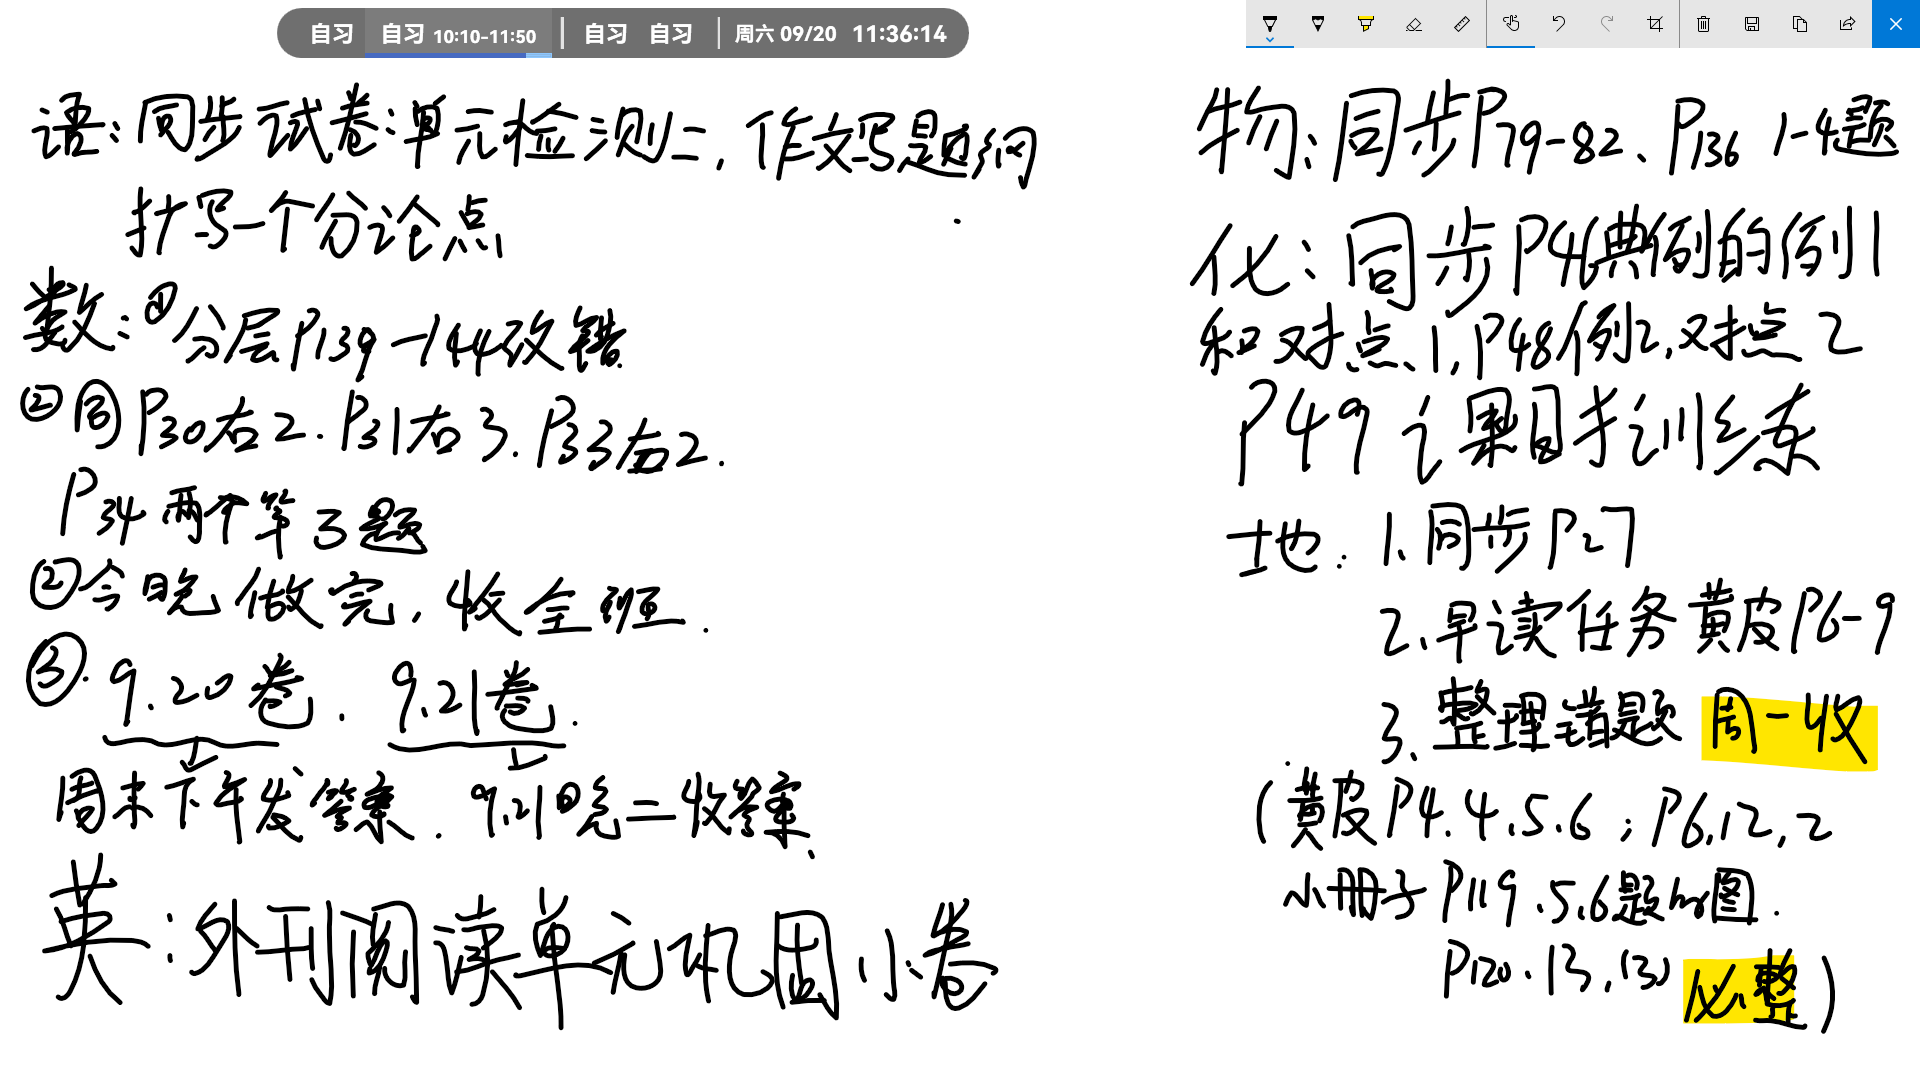 自习 自习 10:10-11:50 自习 自习 周六 09/20 11:36:14
语:同步试卷:单元检测二,作文写题纲
抄写一个分论点
数:①分层P139-144改错.
②同P30右2.P31右3.P33左2.
P34两个第3题
②今晚做完,收全班.
③.9.20卷.9.21卷.
周末下午发答案.9.21日晚二收答案、
英:外刊阅读单元巩固小卷
物:同步P79-82、P136 1-4题
化:同步P46典例的例1
和对点、1,P48例2,对点2
P49 课目标训练
地:1、同步P27
2、早读任务黄皮P6-9
3、整理错题 周一收
(黄皮P4.4.5.6;P6.12,2
小册子P119.5.6题图.
P120.13,(3)必整)